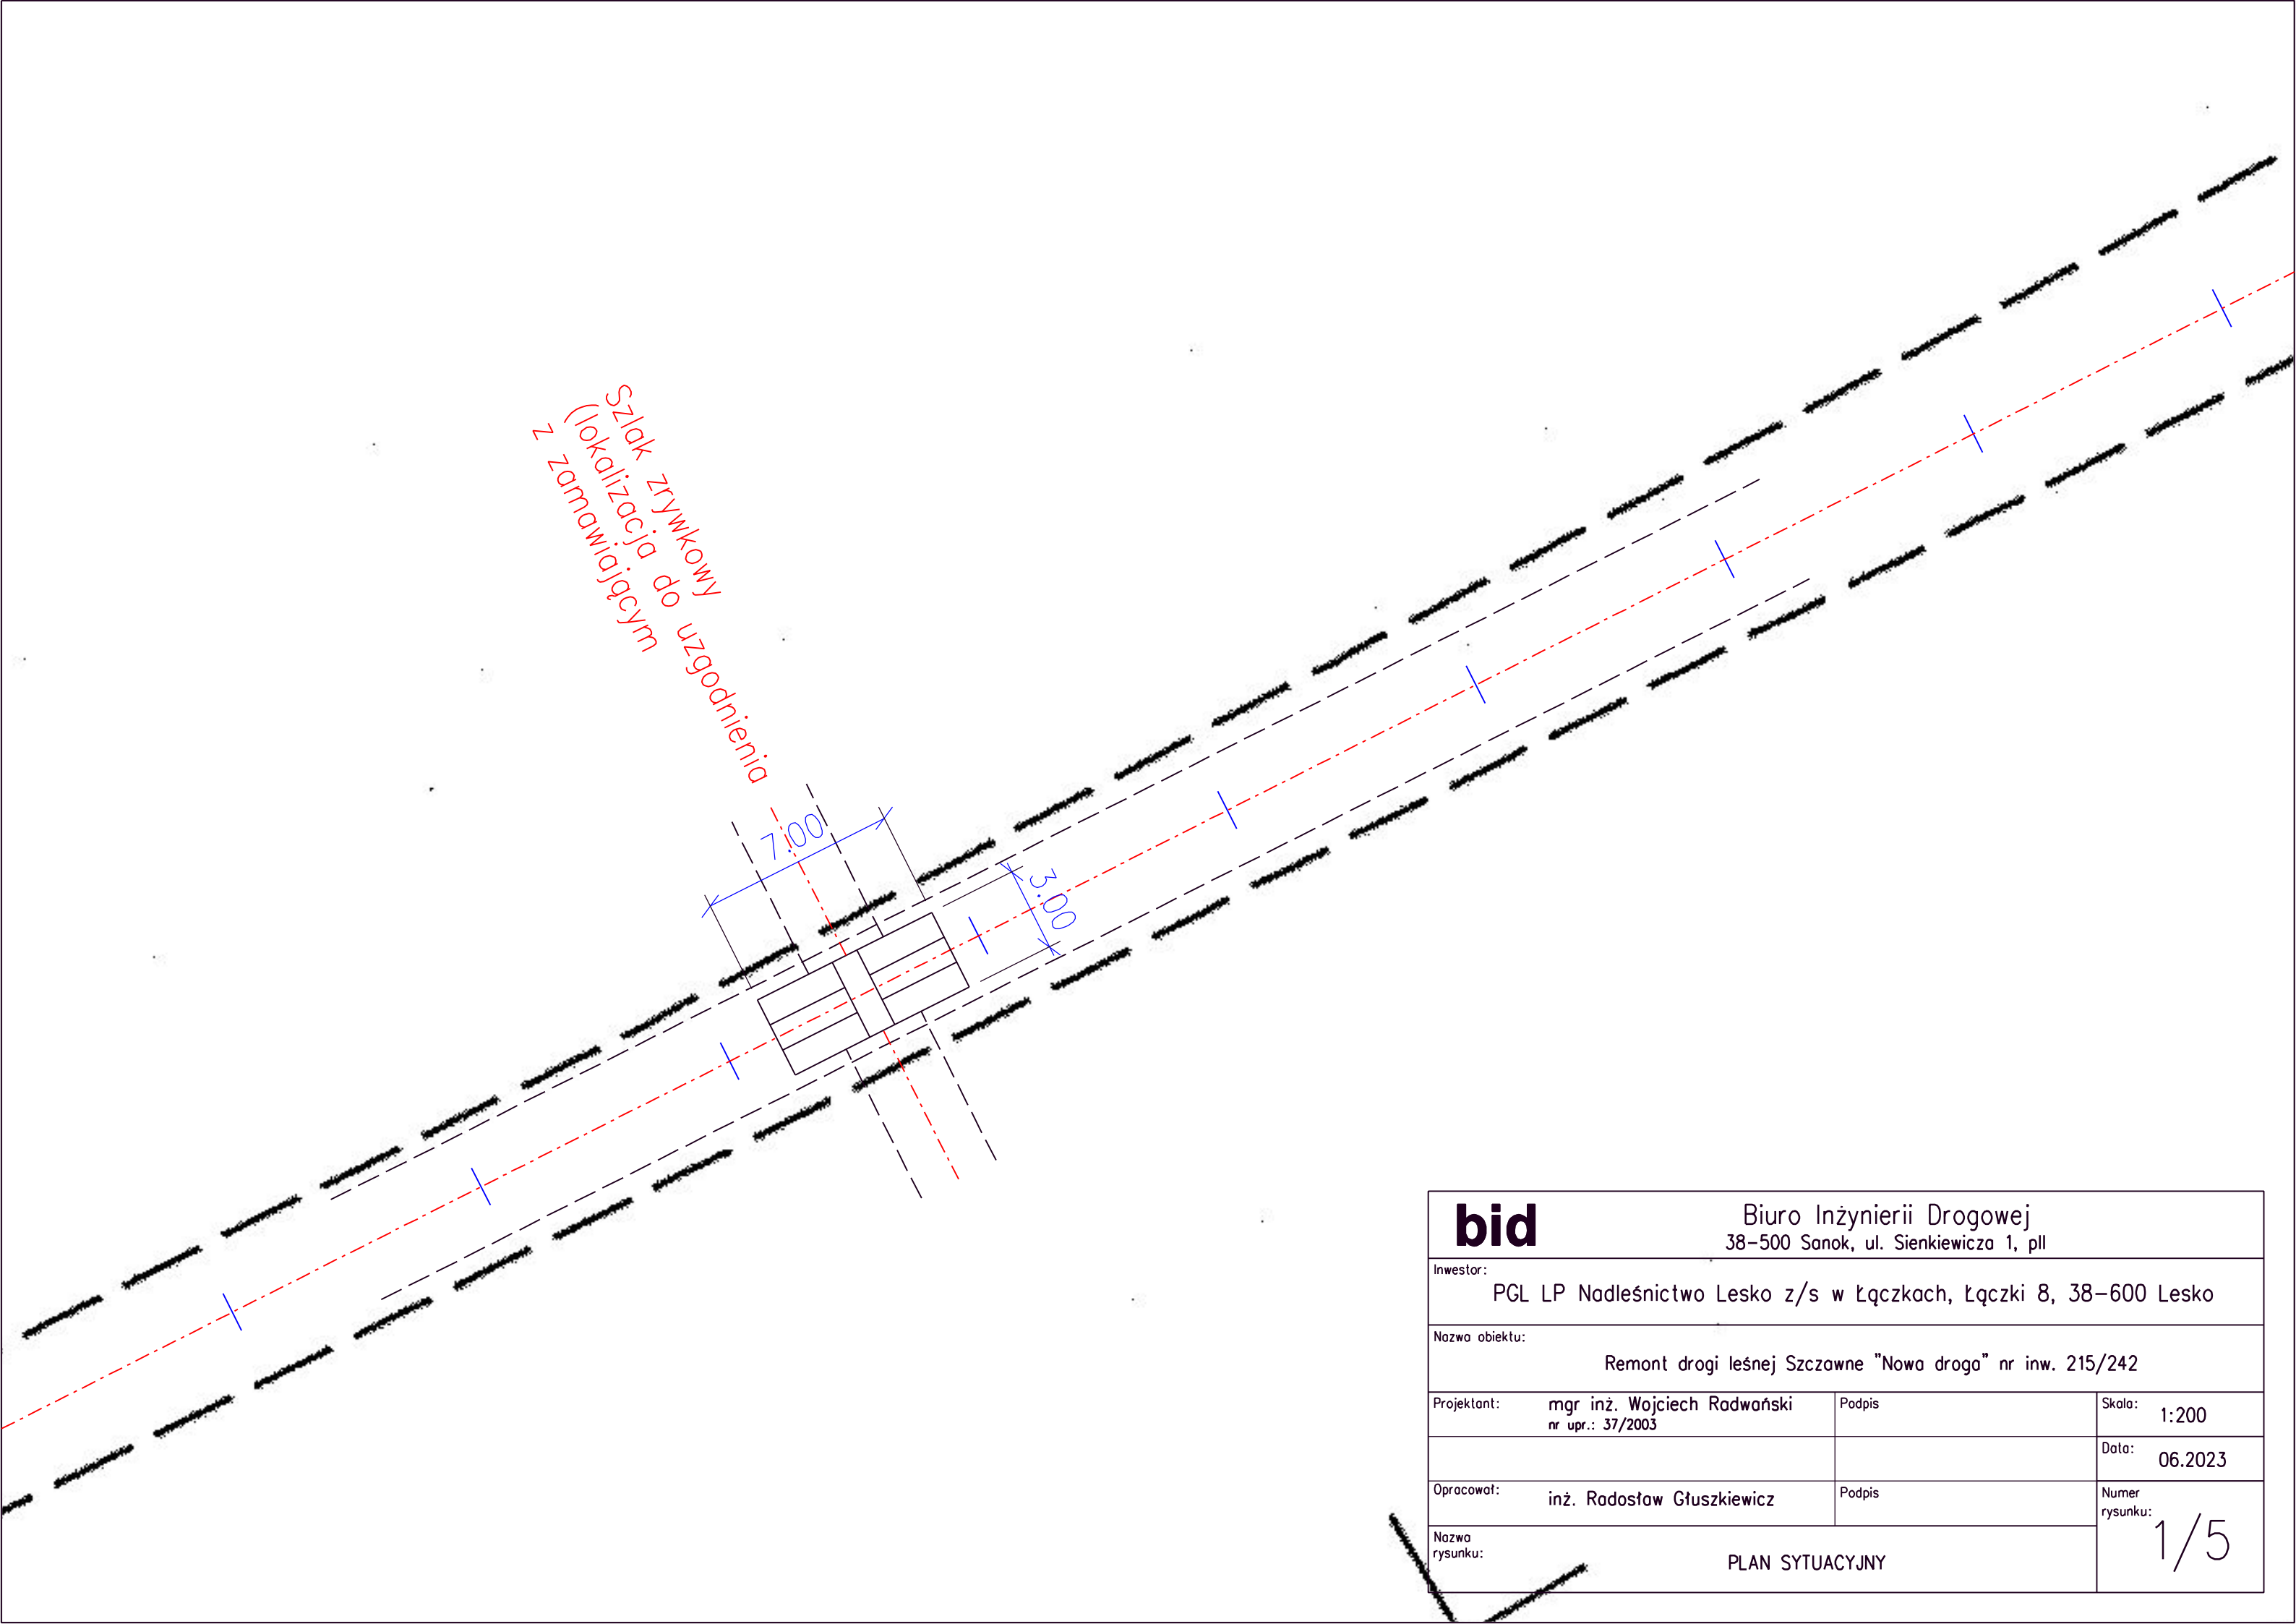 Szlak zrywkowy
(lokalizacja do uzgodnienia
z zamawiającym
7.00
3.00
bid
Biuro Inżynierii Drogowej
38-500 Sanok, ul. Sienkiewicza 1, pII
Inwestor:
PGL LP Nadleśnictwo Lesko z/s w Łączkach, Łączki 8, 38-600 Lesko
Nazwa obiektu:
Remont drogi leśnej Szczawne "Nowa droga" nr inw. 215/242
Projektant: mgr inż. Wojciech Radwański Podpis Skala: 1:200
nr upr.: 37/2003
Data: 06.2023
Opracował: inż. Radosław Głuszkiewicz Podpis Numer
rysunku: 1/5
Nazwa
rysunku: PLAN SYTUACYJNY